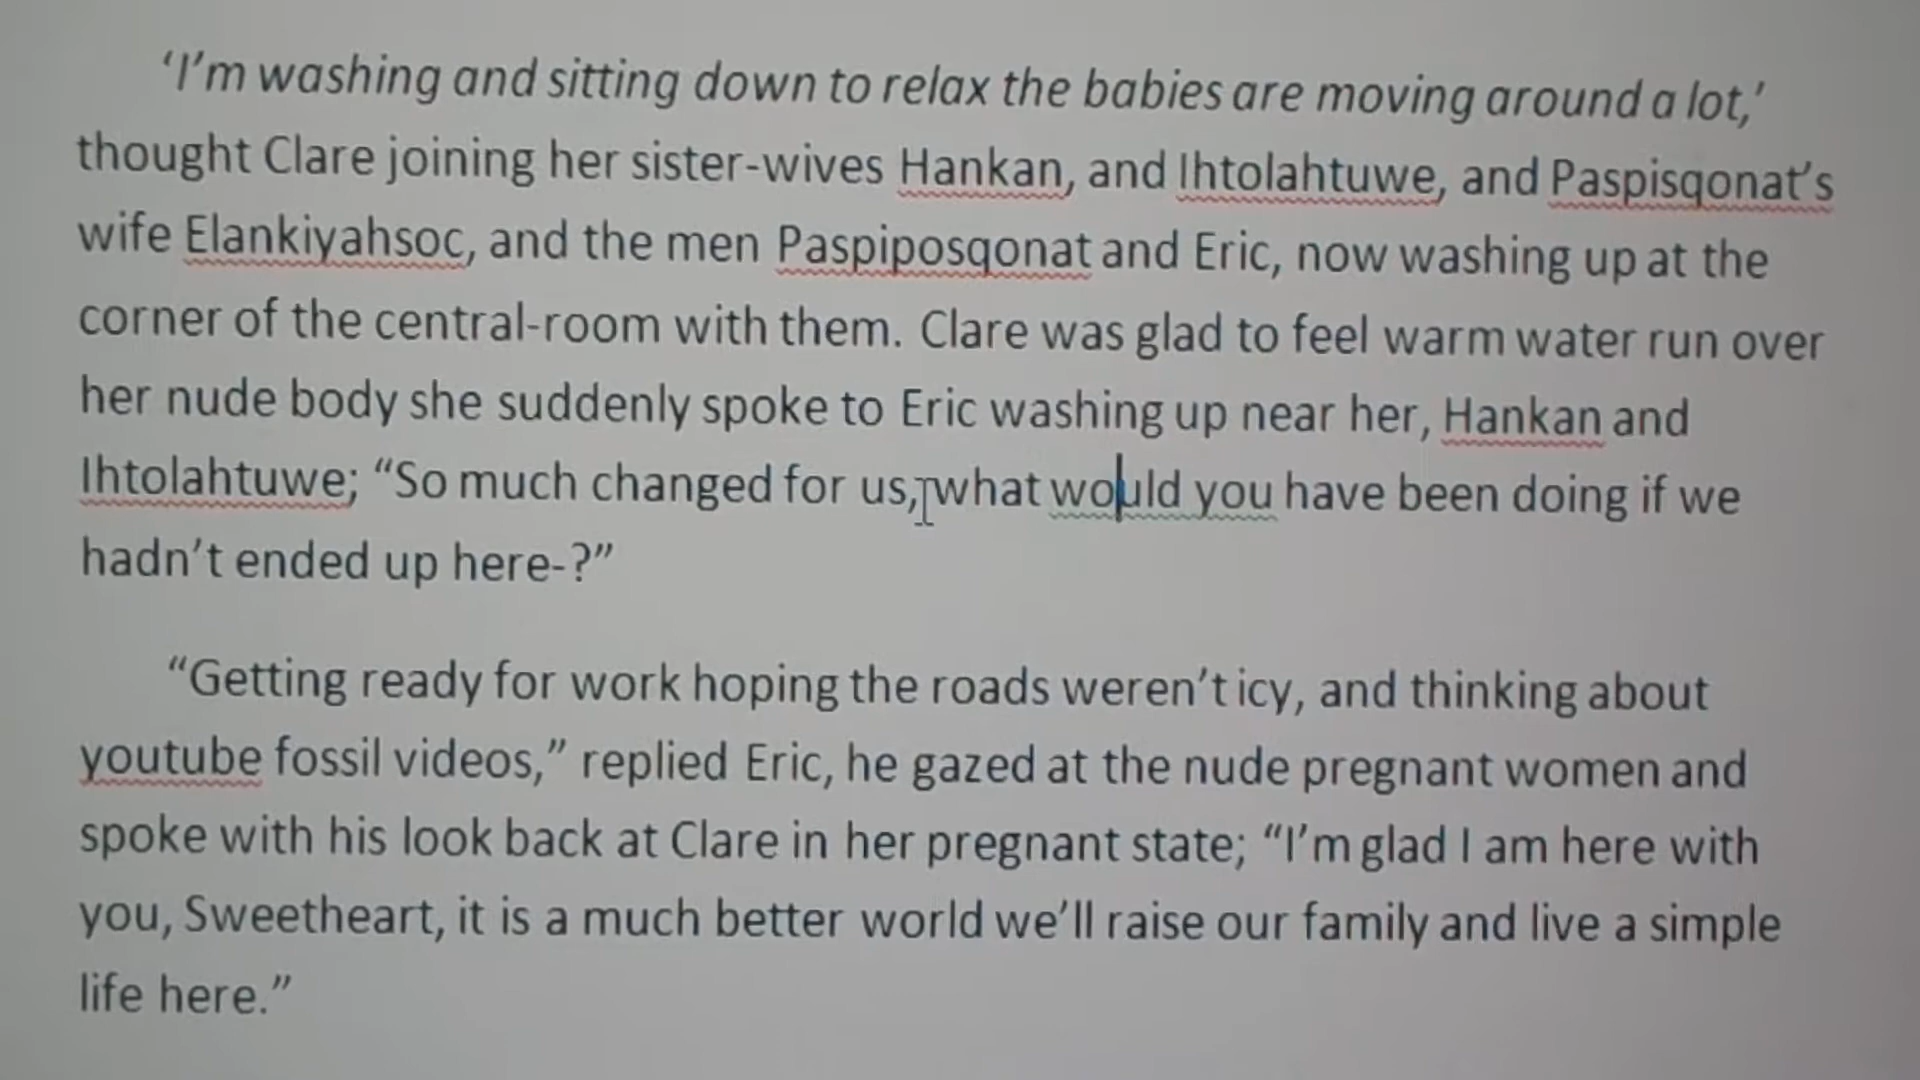 ‘I’m washing and sitting down to relax the babies are moving around a lot,’
thought Clare joining her sister-wives Hankan, and Ihtolahtuwe, and Paspisqonat’s
wife Elankiyahsoc, and the men Paspiposqonat and Eric, now washing up at the
corner of the central-room with them. Clare was glad to feel warm water run over
her nude body she suddenly spoke to Eric washing up near her, Hankan and
Ihtolahtuwe; “So much changed for us, what would you have been doing if we
hadn’t ended up here-?”
“Getting ready for work hoping the roads weren’t icy, and thinking about
youtube fossil videos,” replied Eric, he gazed at the nude pregnant women and
spoke with his look back at Clare in her pregnant state; “I’m glad I am here with
you, Sweetheart, it is a much better world we’ll raise our family and live a simple
life here.”